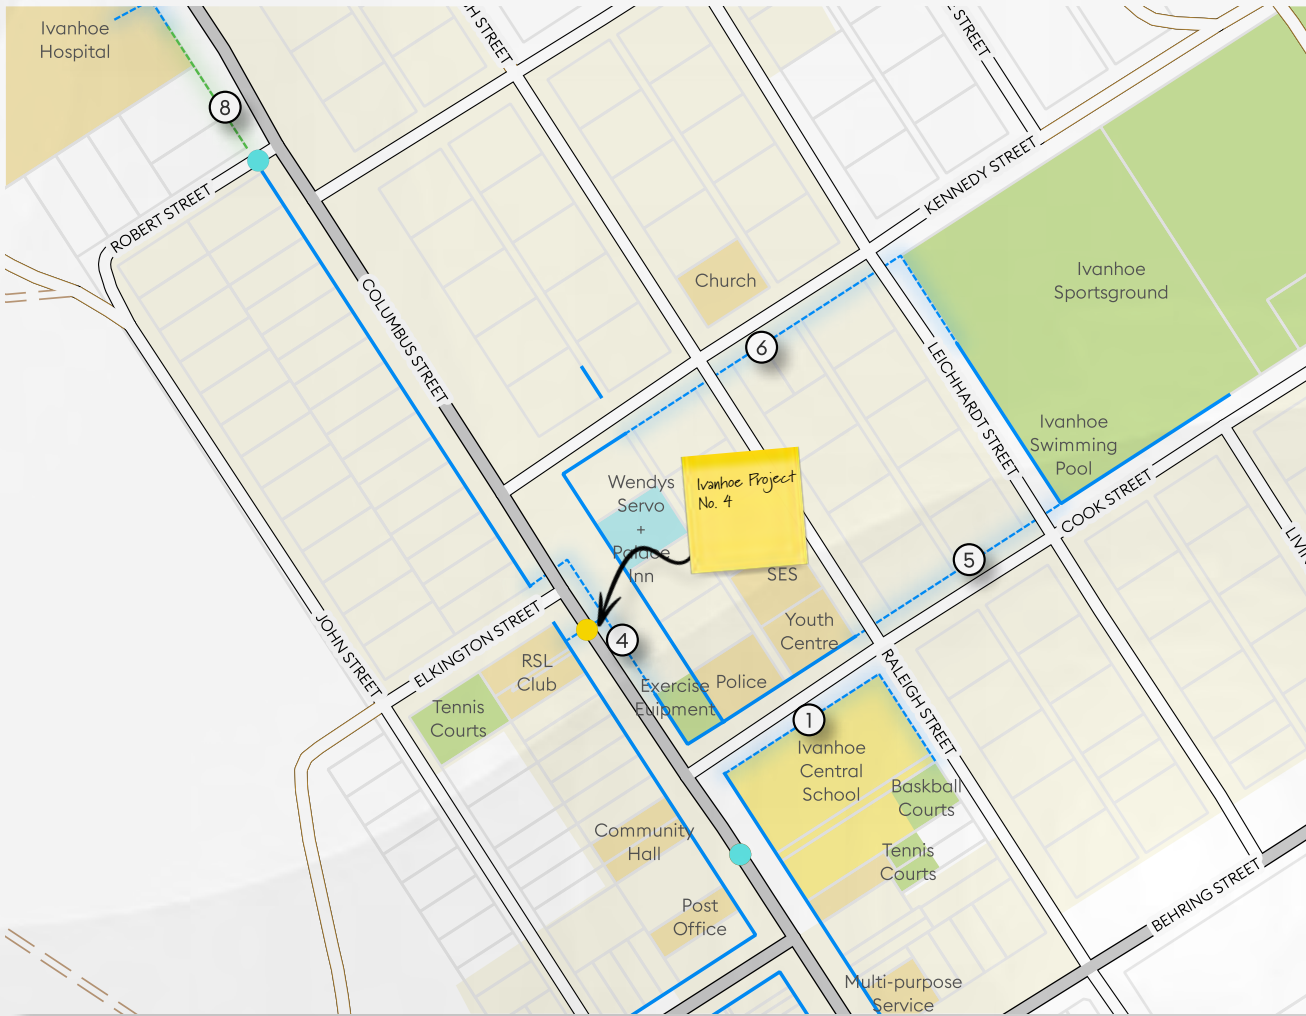 Ivanhoe
Hospital
8
H STREET
STREET
ROBERT STREET
KENNEDY STREET
Ivanhoe
Sportsground
Church
COLUMBUS STREET
6
LEICHHARDT STREET
Ivanhoe
Swimming
Pool
Wendys
Servo
+
Palace
Inn
Ivanhoe Project
No. 4
COOK STREET
5
SES
Youth
Centre
JOHN STREET
ELKINGTON STREET
4
RSL
Club
Tennis
Courts
Exercise
Euipment
Police
RALEIGH STREET
1
Ivanhoe
Central
School
Baskball
Courts
Tennis
Courts
Community
Hall
Post
Office
BEHRING STREET
Multi-purpose
Service
LIVIN